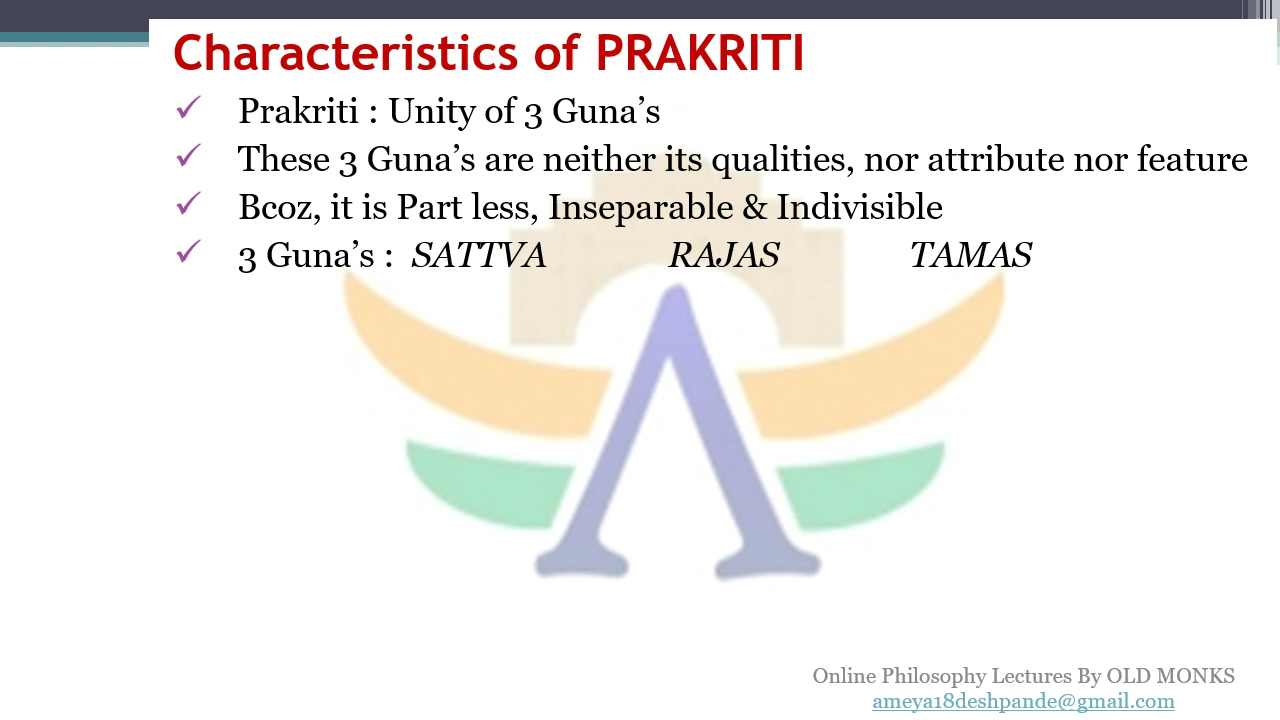 Characteristics of PRAKRITI
✓ Prakriti : Unity of 3 Guna’s
✓ These 3 Guna’s are neither its qualities, nor attribute nor feature
✓ Bcoz, it is Part less, Inseparable & Indivisible
✓ 3 Guna’s : SATTVA RAJAS TAMAS
Online Philosophy Lectures By OLD MONKS
ameya18deshpande@gmail.com